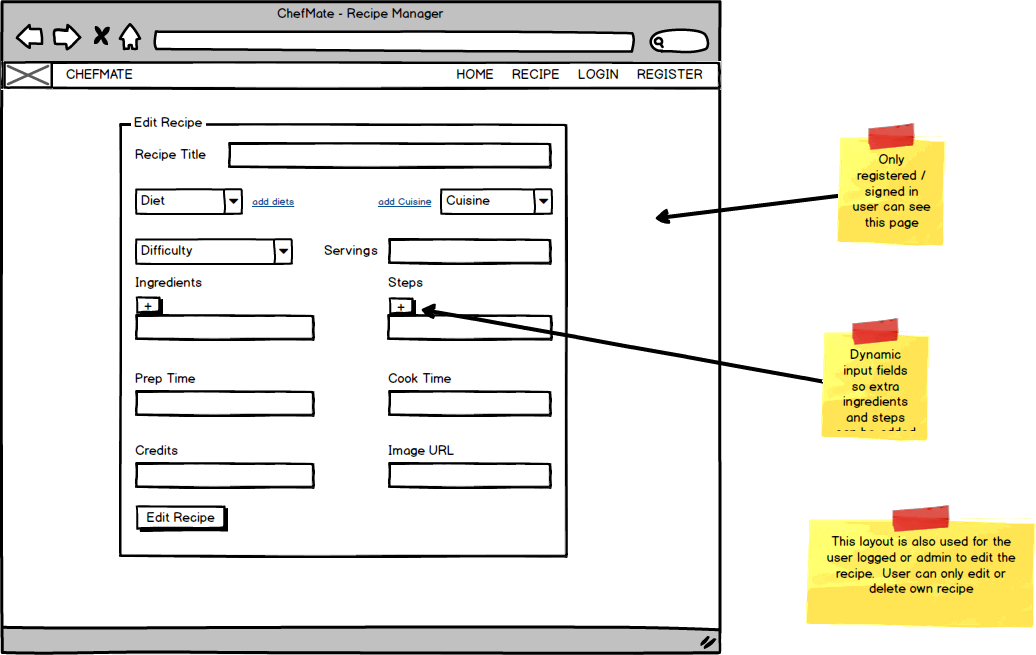 ChefMate - Recipe Manager
CHEFMATE
HOME RECIPE LOGIN REGISTER
Edit Recipe
Recipe Title
Diet
add diets
add Cuisine
Cuisine
Difficulty
Servings
Ingredients
Steps
+
+
Prep Time
Cook Time
Credits
Image URL
Edit Recipe
Only
registered /
signed in
user can see
this page
Dynamic
input fields
so extra
ingredients
and steps
can be added
This layout is also used for the
user logged or admin to edit the
recipe. User can only edit or
delete own recipe